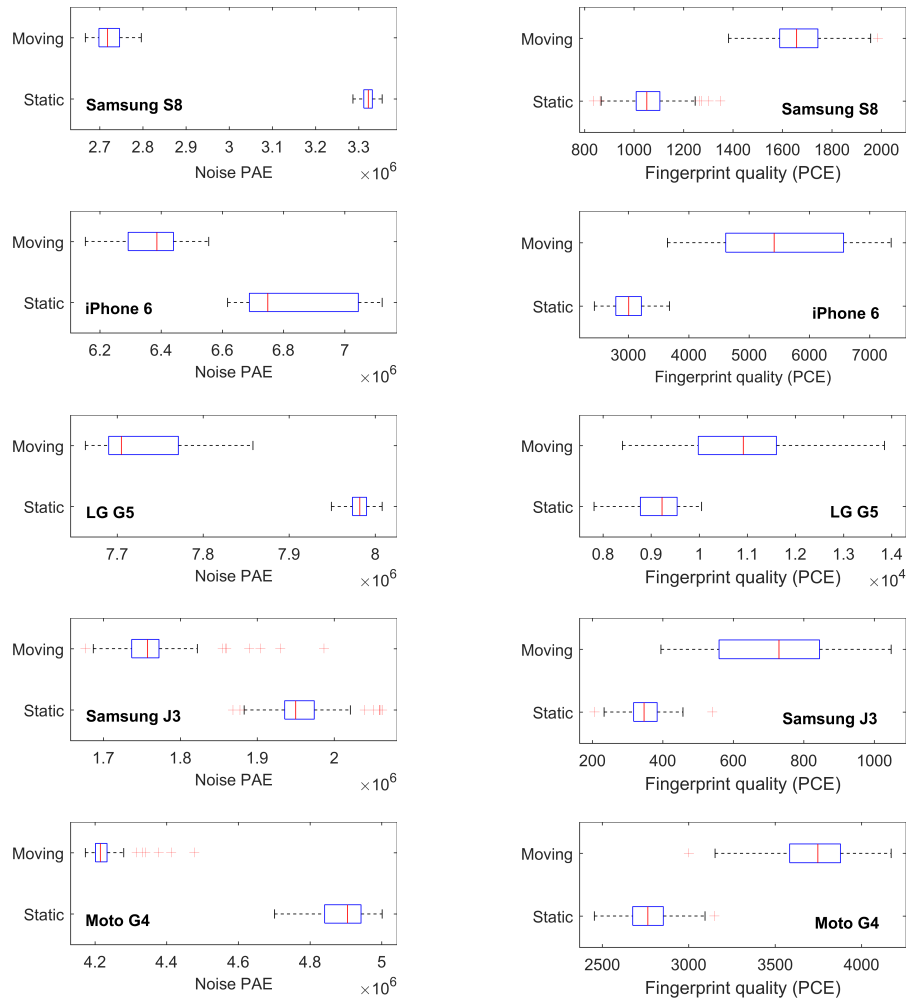 Moving
Static
Samsung S8
2.7 2.8 2.9 3 3.1 3.2 3.3
Noise PAE
×10^6
Moving
Static
Samsung S8
800 1000 1200 1400 1600 1800 2000
Fingerprint quality (PCE)
Moving
Static
iPhone 6
6.2 6.4 6.6 6.8 7
Noise PAE
×10^6
Moving
Static
iPhone 6
3000 4000 5000 6000 7000
Fingerprint quality (PCE)
Moving
Static
LG G5
7.7 7.8 7.9 8
Noise PAE
×10^6
Moving
Static
LG G5
0.8 0.9 1 1.1 1.2 1.3 1.4
Fingerprint quality (PCE)
×10^4
Moving
Static
Samsung J3
1.7 1.8 1.9 2
Noise PAE
×10^6
Moving
Static
Samsung J3
200 400 600 800 1000
Fingerprint quality (PCE)
Moving
Static
Moto G4
4.2 4.4 4.6 4.8 5
Noise PAE
×10^6
Moving
Static
Moto G4
2500 3000 3500 4000
Fingerprint quality (PCE)